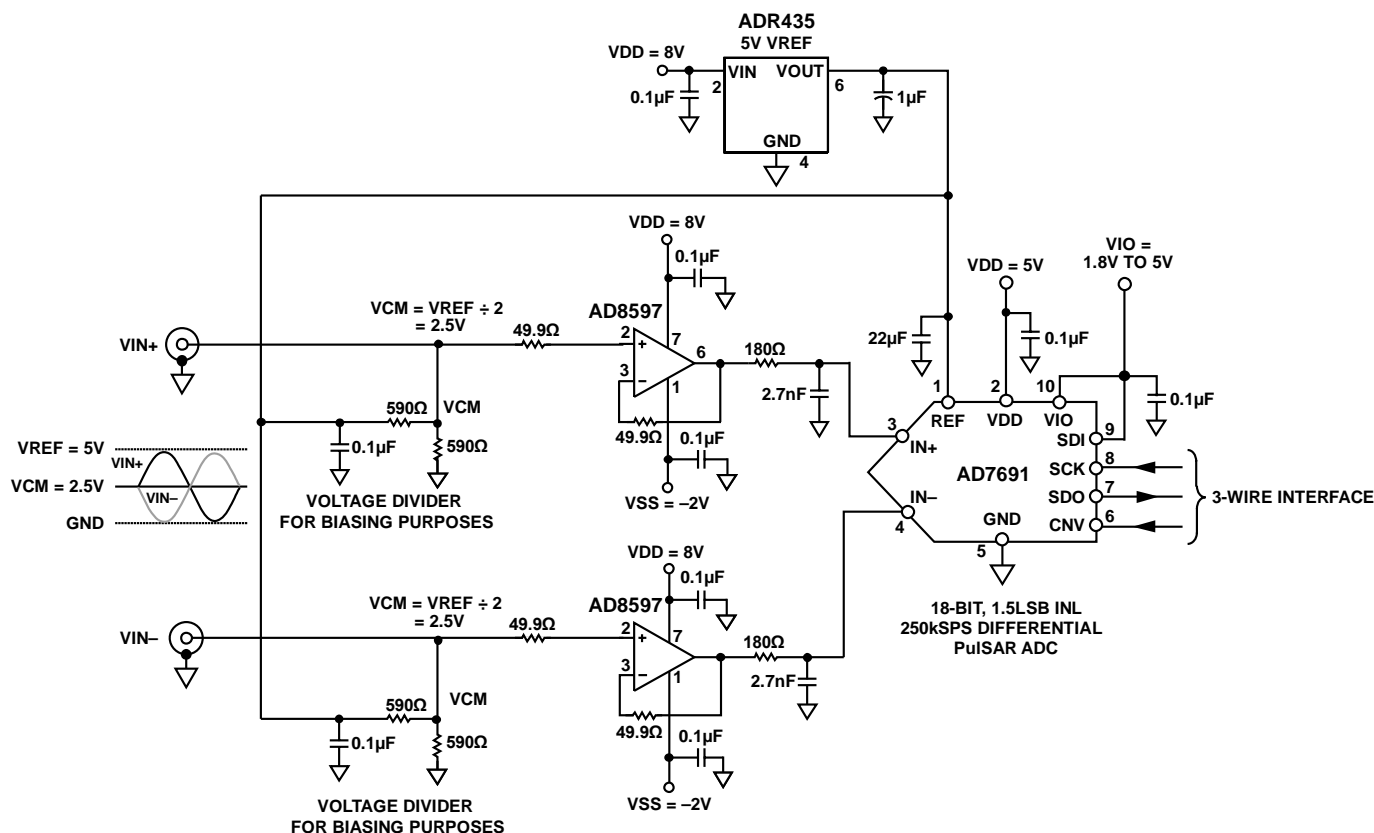 ADR435
5V VREF
VDD = 8V
VIN
VOUT
2
6
0.1µF
1µF
GND
4
VDD = 8V
0.1µF
VIO =
1.8V TO 5V
VDD = 5V
VCM = VREF ÷ 2
= 2.5V
AD8597
VIN+
49.9Ω
2
+
7
6
180Ω
22µF
0.1µF
3
–
1
2.7nF
1
2
10
0.1µF
REF
VDD
VIO
590Ω
VCM
49.9Ω
3
IN+
SDI
9
0.1µF
590Ω
0.1µF
SCK
8
VREF = 5V
VIN+
AD7691
VCM = 2.5V
VIN–
VOLTAGE DIVIDER
FOR BIASING PURPOSES
VSS = –2V
IN–
4
SDO
7
3-WIRE INTERFACE
GND
GND
5
CNV
6
VDD = 8V
0.1µF
VCM = VREF ÷ 2
= 2.5V
AD8597
18-BIT, 1.5LSB INL
250kSPS DIFFERENTIAL
PulSAR ADC
VIN–
49.9Ω
2
+
7
180Ω
3
–
1
2.7nF
590Ω
VCM
49.9Ω
0.1µF
590Ω
0.1µF
VOLTAGE DIVIDER
FOR BIASING PURPOSES
VSS = –2V